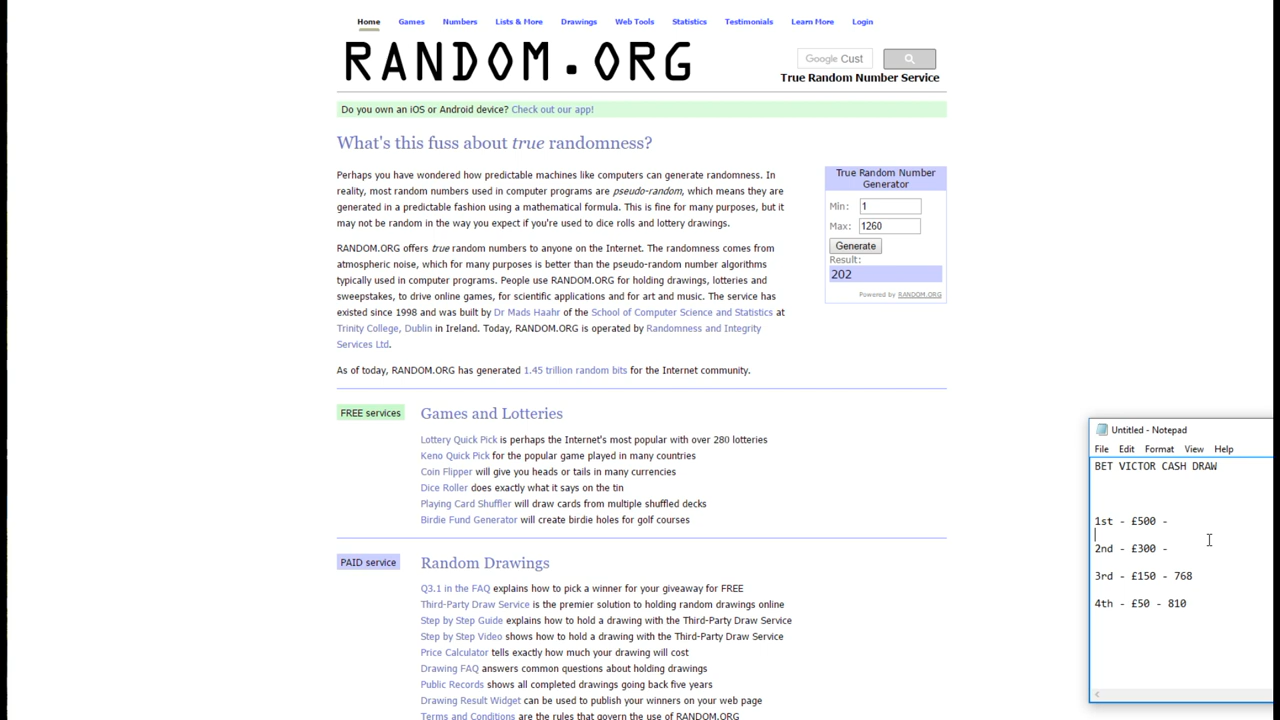 Home Games Numbers Lists & More Drawings Web Tools Statistics Testimonials Learn More Login
RANDOM.ORG
Google Cust
True Random Number Service
Do you own an iOS or Android device? Check out our app!
What's this fuss about true randomness?
Perhaps you have wondered how predictable machines like computers can generate randomness. In
reality, most random numbers used in computer programs are pseudo-random, which means they are
generated in a predictable fashion using a mathematical formula. This is fine for many purposes, but it
may not be random in the way you expect if you're used to dice rolls and lottery drawings.
RANDOM.ORG offers true random numbers to anyone on the Internet. The randomness comes from
atmospheric noise, which for many purposes is better than the pseudo-random number algorithms
typically used in computer programs. People use RANDOM.ORG for holding drawings, lotteries and
sweepstakes, to drive online games, for scientific applications and for art and music. The service has
existed since 1998 and was built by Dr Mads Haahr of the School of Computer Science and Statistics at
Trinity College, Dublin in Ireland. Today, RANDOM.ORG is operated by Randomness and Integrity
Services Ltd.
As of today, RANDOM.ORG has generated 1.45 trillion random bits for the Internet community.
True Random Number
Generator
Min: 1
Max: 1260
Generate
Result:
202
Powered by RANDOM.ORG
FREE services
Games and Lotteries
Lottery Quick Pick is perhaps the Internet's most popular with over 280 lotteries
Keno Quick Pick for the popular game played in many countries
Coin Flipper will give you heads or tails in many currencies
Dice Roller does exactly what it says on the tin
Playing Card Shuffler will draw cards from multiple shuffled decks
Birdie Fund Generator will create birdie holes for golf courses
PAID service
Random Drawings
Q3.1 in the FAQ explains how to pick a winner for your giveaway for FREE
Third-Party Draw Service is the premier solution to holding random drawings online
Step by Step Guide explains how to hold a drawing with the Third-Party Draw Service
Step by Step Video shows how to hold a drawing with the Third-Party Draw Service
Price Calculator tells exactly how much your drawing will cost
Drawing FAQ answers common questions about holding drawings
Public Records shows all completed drawings going back five years
Drawing Result Widget can be used to publish your winners on your web page
Terms and Conditions are the rules that govern the use of RANDOM.ORG
Untitled - Notepad
File Edit Format View Help
BET VICTOR CASH DRAW
1st - £500 -
2nd - £300 -
3rd - £150 - 768
4th - £50 - 810